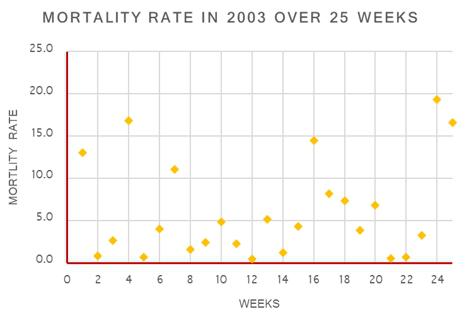 MORTALITY RATE IN 2003 OVER 25 WEEKS
25.0
20.0
15.0
10.0
5.0
0.0
MORTLITY RATE
0 2 4 6 8 10 12 14 16 18 20 22 24
WEEKS